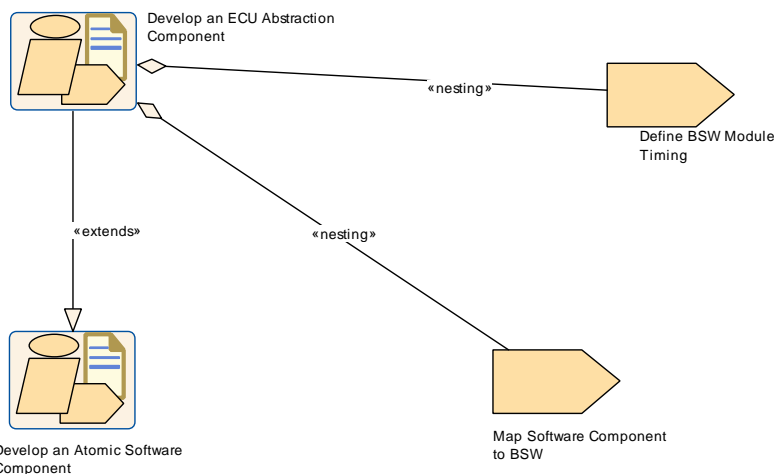 Develop an ECU Abstraction
Component
«nesting»
Define BSW Module
Timing
«extends»
«nesting»
Develop an Atomic Software
Component
Map Software Component
to BSW